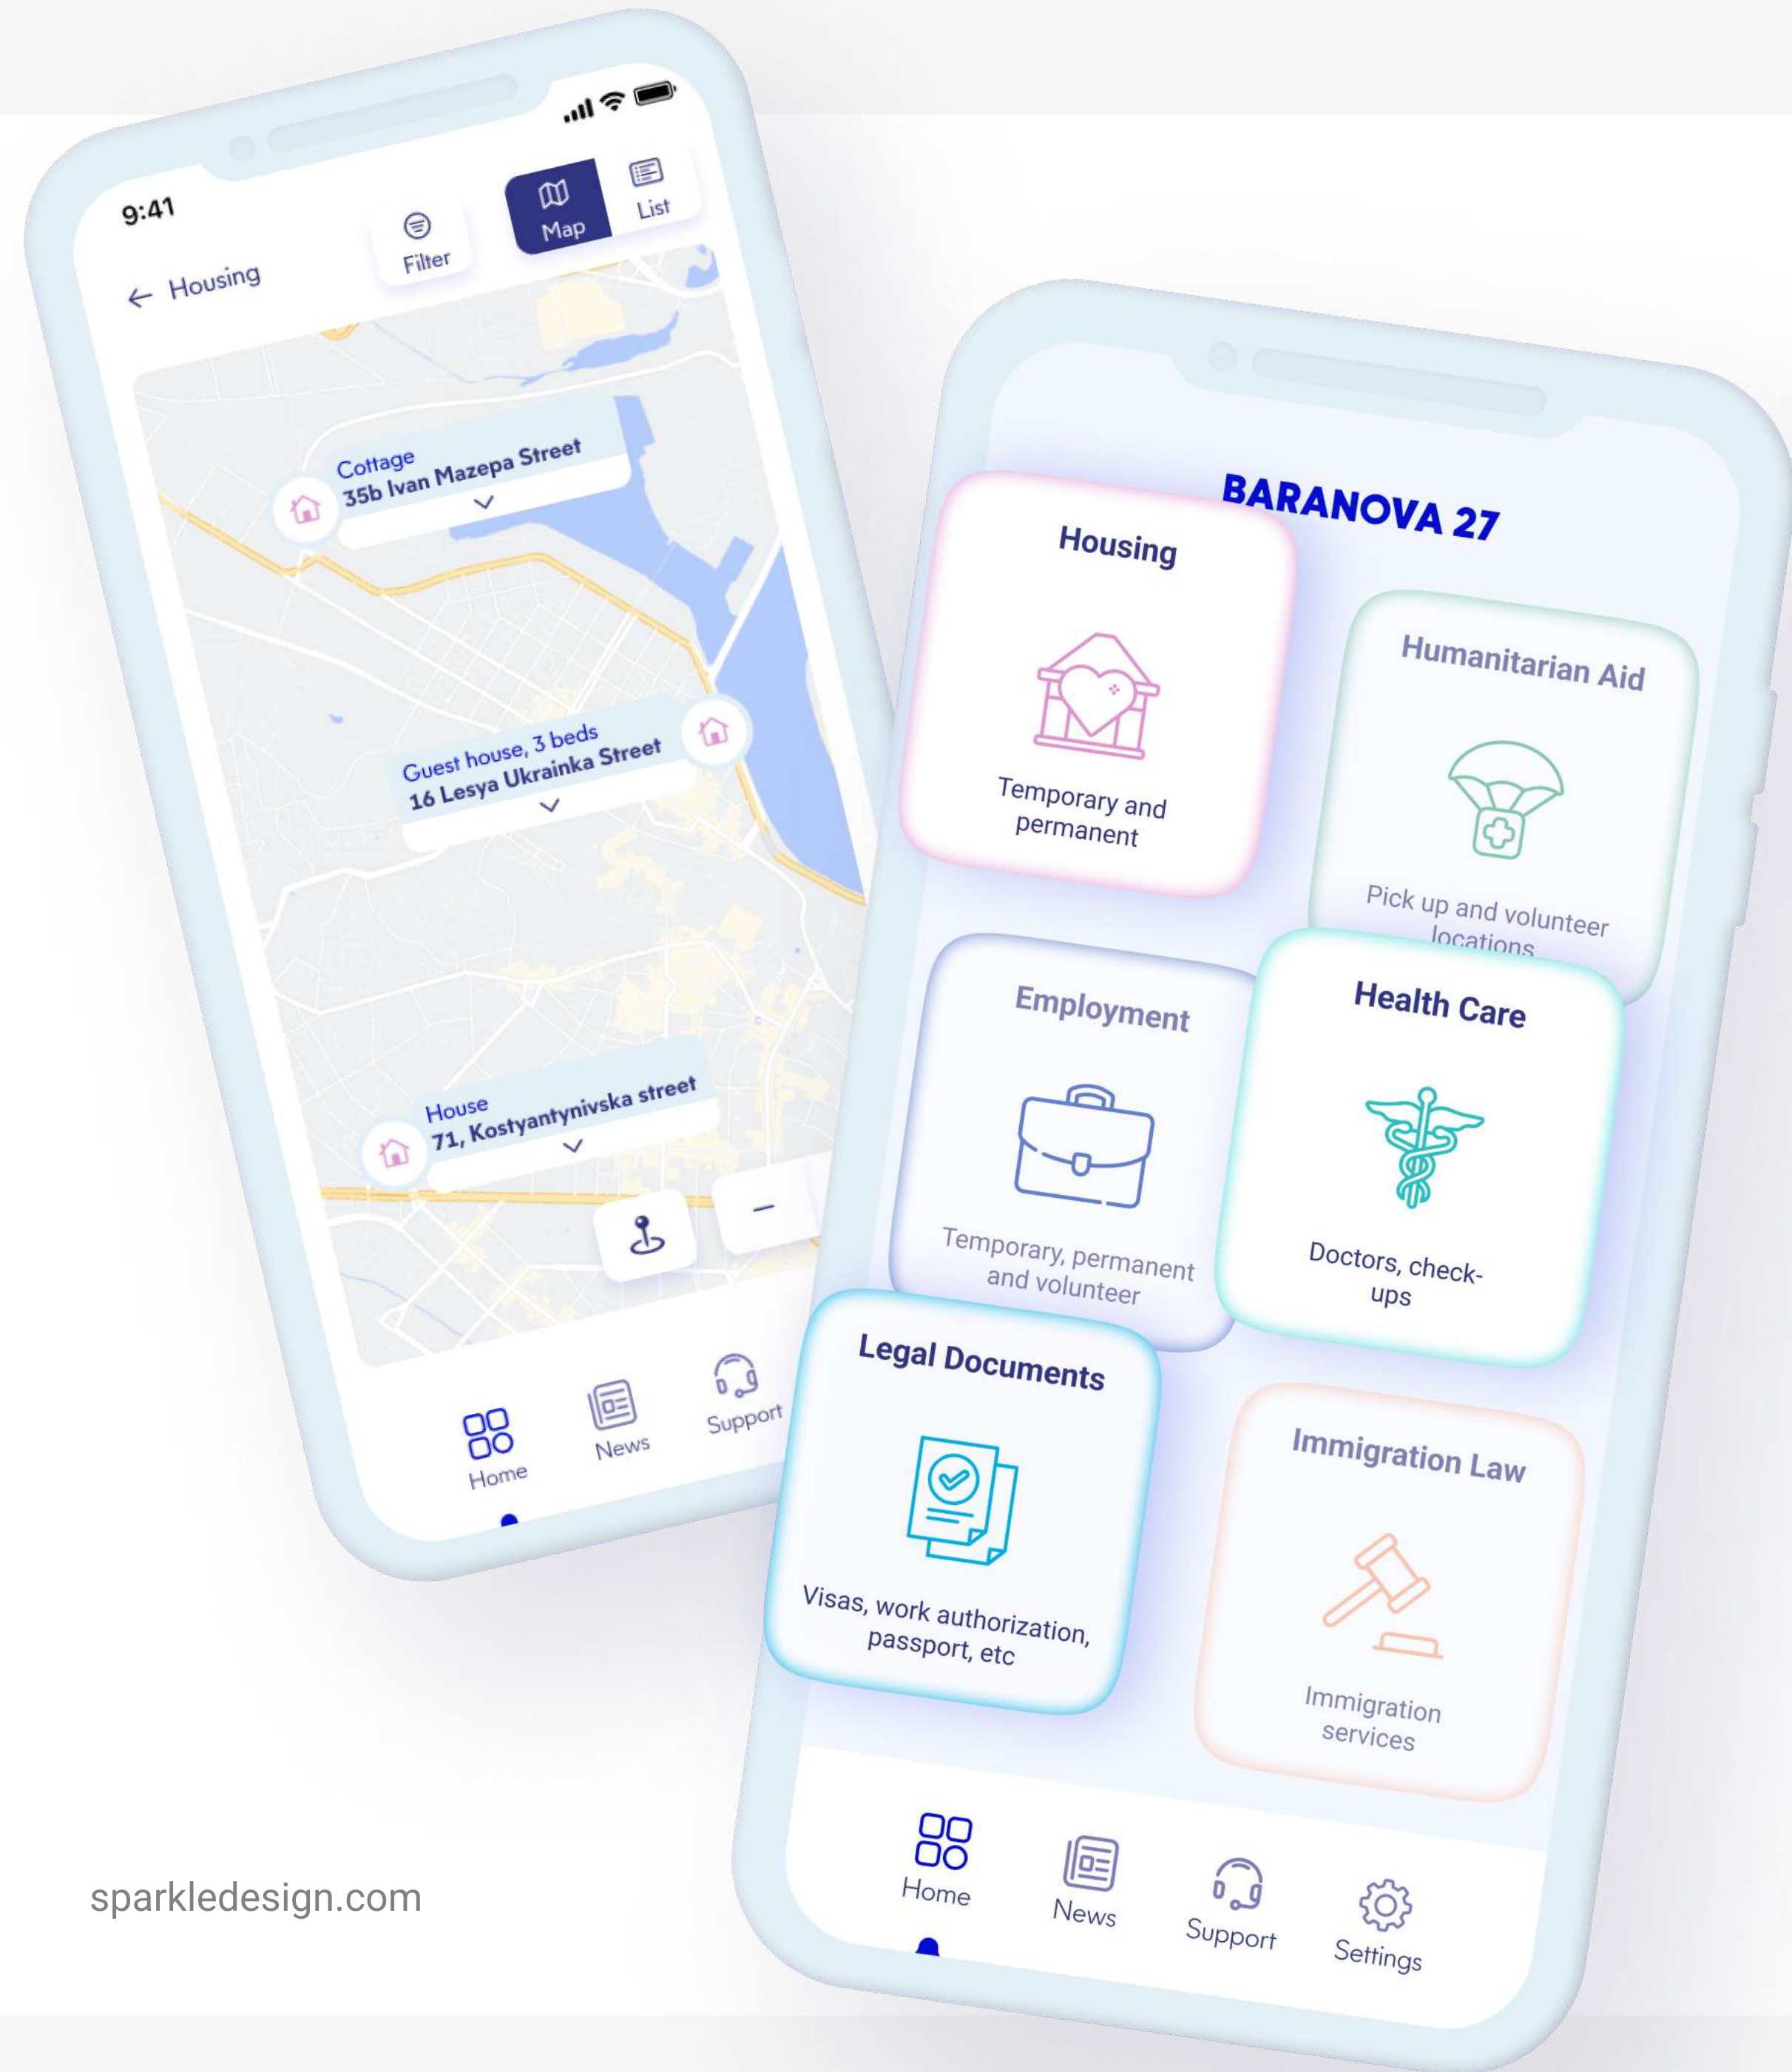 9:41
Filter
Map
List
Housing
Cottage
35b Ivan Mazepa Street
Guest house, 3 beds
16 Lesya Ukrainka Street
House
71, Kostyantynivska street
Home
News
Support
BARANOVA 27
Housing
Temporary and
permanent
Humanitarian Aid
Pick up and volunteer
locations
Employment
Temporary, permanent
and volunteer
Health Care
Doctors, check-
ups
Legal Documents
Visas, work authorization,
passport, etc
Immigration Law
Immigration
services
Home
News
Support
Settings
sparkledesign.com